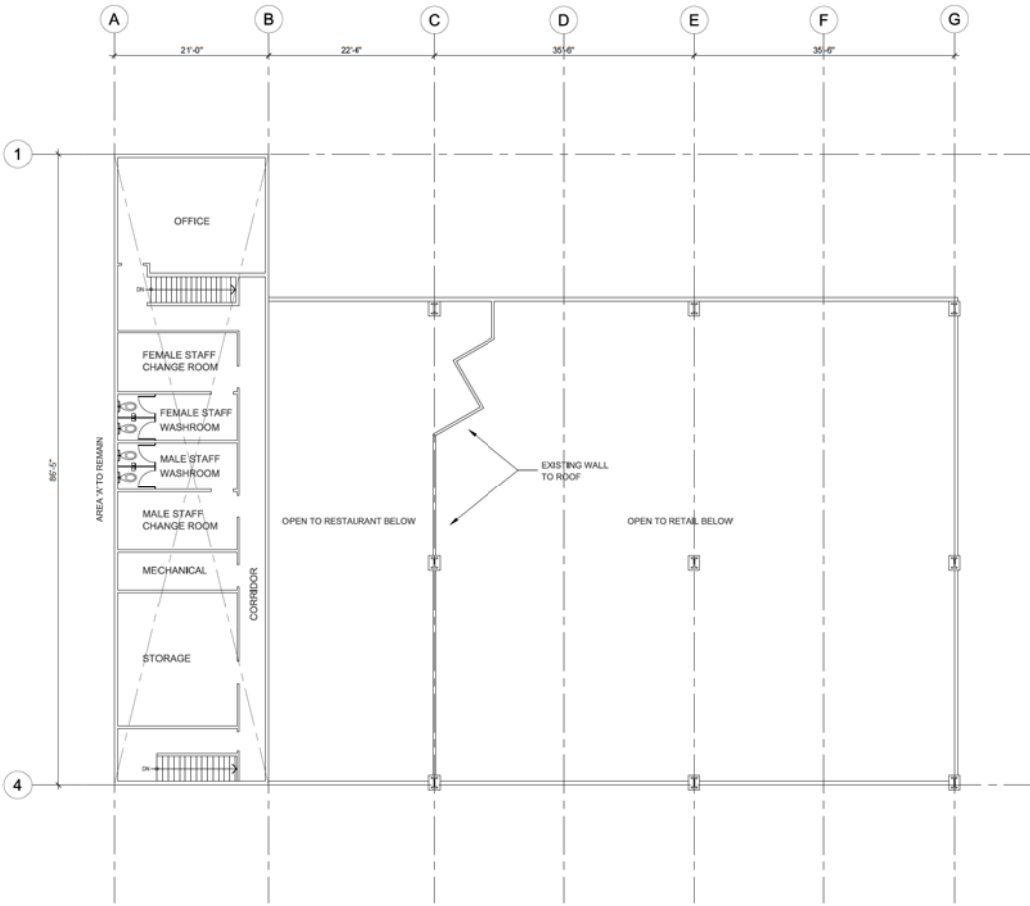 A B C D E F G
21'-0" 22'-4" 35'-6" 35'-6"
1
OFFICE
DN
FEMALE STAFF
CHANGE ROOM
FEMALE STAFF
WASHROOM
MALE STAFF
WASHROOM
EXISTING WALL
TO ROOF
86'-5"
AREA 'A' TO REMAIN
MALE STAFF
CHANGE ROOM
OPEN TO RESTAURANT BELOW
OPEN TO RETAIL BELOW
MECHANICAL
CORRIDOR
STORAGE
DN
4